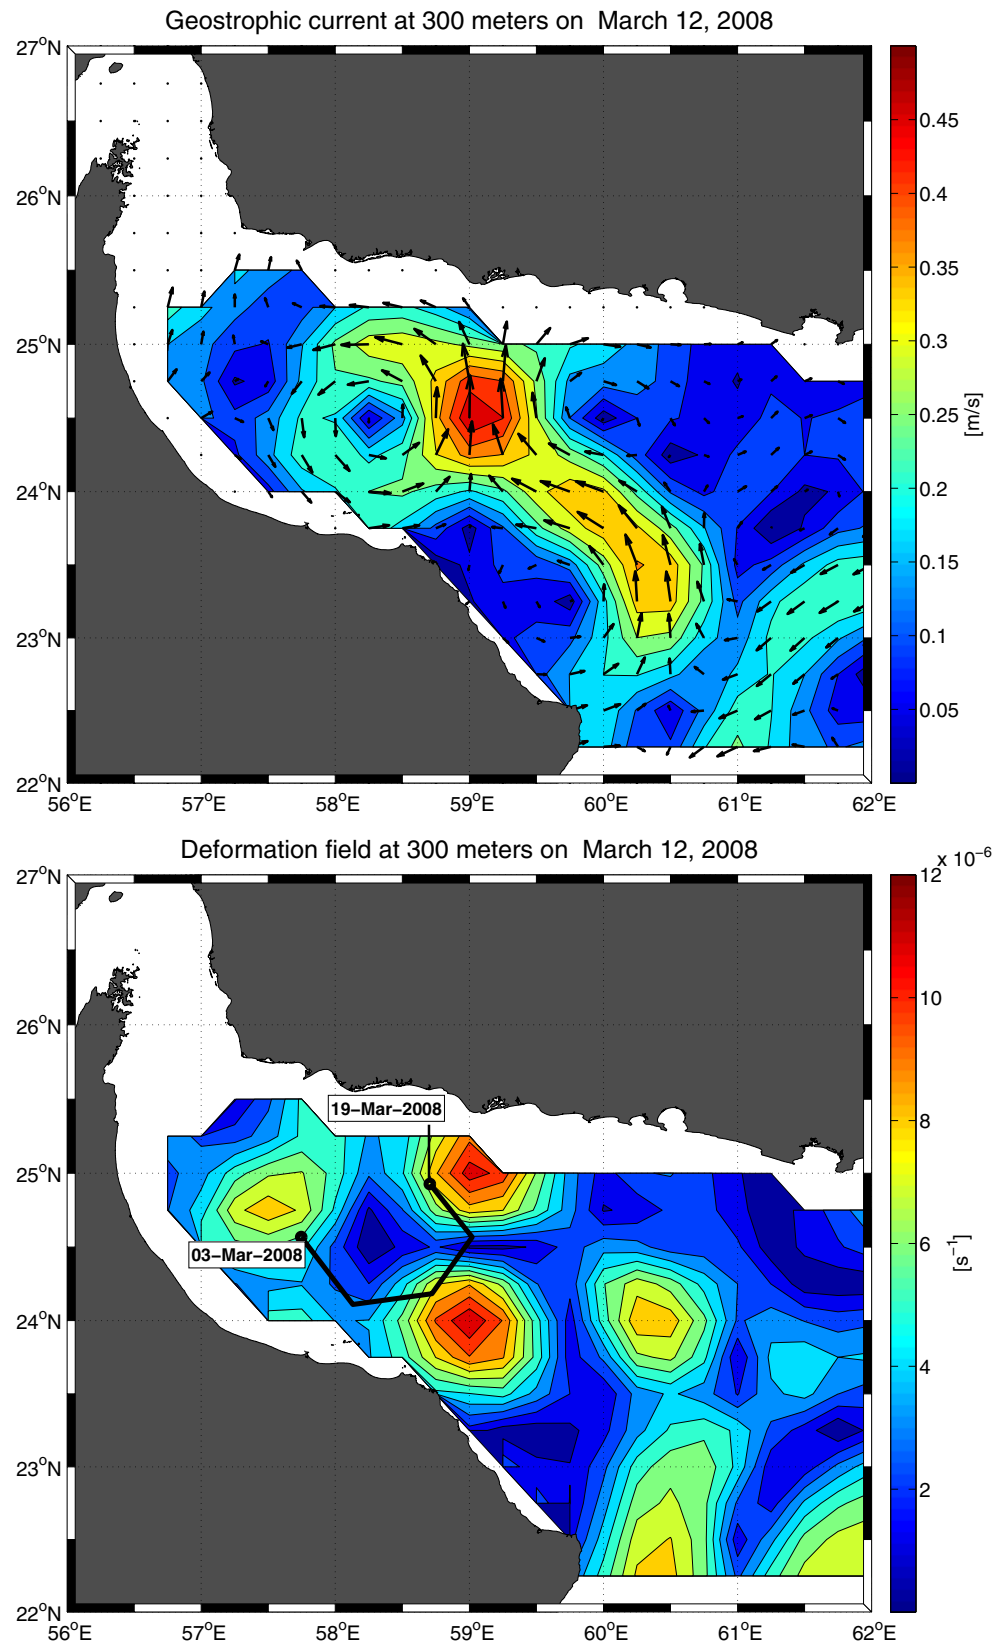 Geostrophic current at 300 meters on March 12, 2008
27°N
26°N
25°N
24°N
23°N
22°N
56°E 57°E 58°E 59°E 60°E 61°E 62°E
0.45
0.4
0.35
0.3
0.25
0.2
0.15
0.1
0.05
[m/s]
Deformation field at 300 meters on March 12, 2008
x 10⁻⁶
27°N
26°N
25°N
24°N
23°N
22°N
19−Mar−2008
03−Mar−2008
56°E 57°E 58°E 59°E 60°E 61°E 62°E
12
10
8
6
4
2
[s⁻¹]